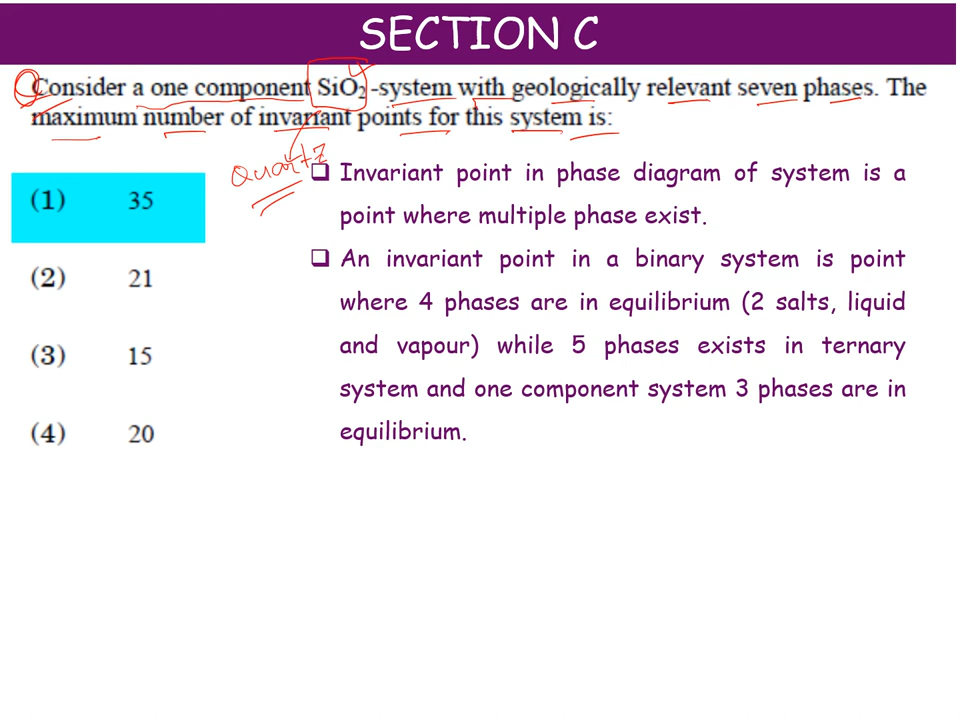 SECTION C
Q Consider a one component SiO₂-system with geologically relevant seven phases. The
maximum number of invariant points for this system is:
Quartz
(1) 35
(2) 21
(3) 15
(4) 20
❑ Invariant point in phase diagram of system is a
point where multiple phase exist.
❑ An invariant point in a binary system is point
where 4 phases are in equilibrium (2 salts, liquid
and vapour) while 5 phases exists in ternary
system and one component system 3 phases are in
equilibrium.